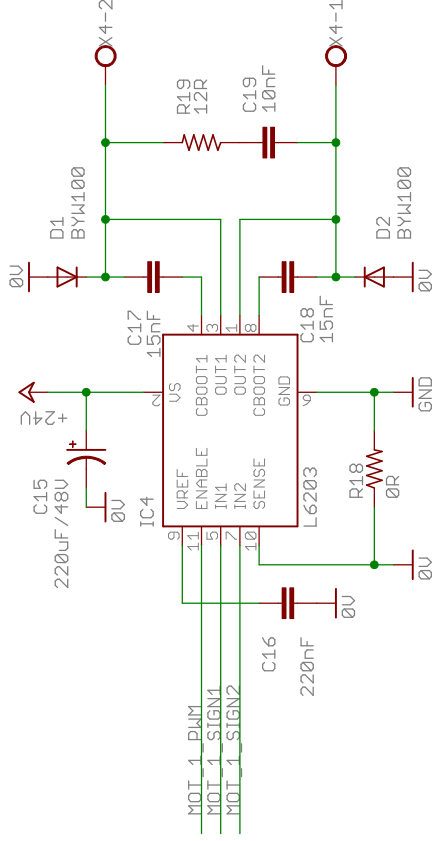 X4-2
X4-1
R19
12R
C19
10nF
D1
BYW100
0V
D2
BYW100
0V
C17
15nF
C18
15nF
4
3
1
8
+24V
2
VS
CBOOT1
OUT1
OUT2
CBOOT2
GND
6
GND
C15
220uF/48V
+
0V
IC4
VREF
ENABLE
IN1
IN2
SENSE
L6203
R18
0R
9
11
5
7
10
0V
C16
220nF
0V
MOT_1_PWM
MOT_1_SIGN1
MOT_1_SIGN2